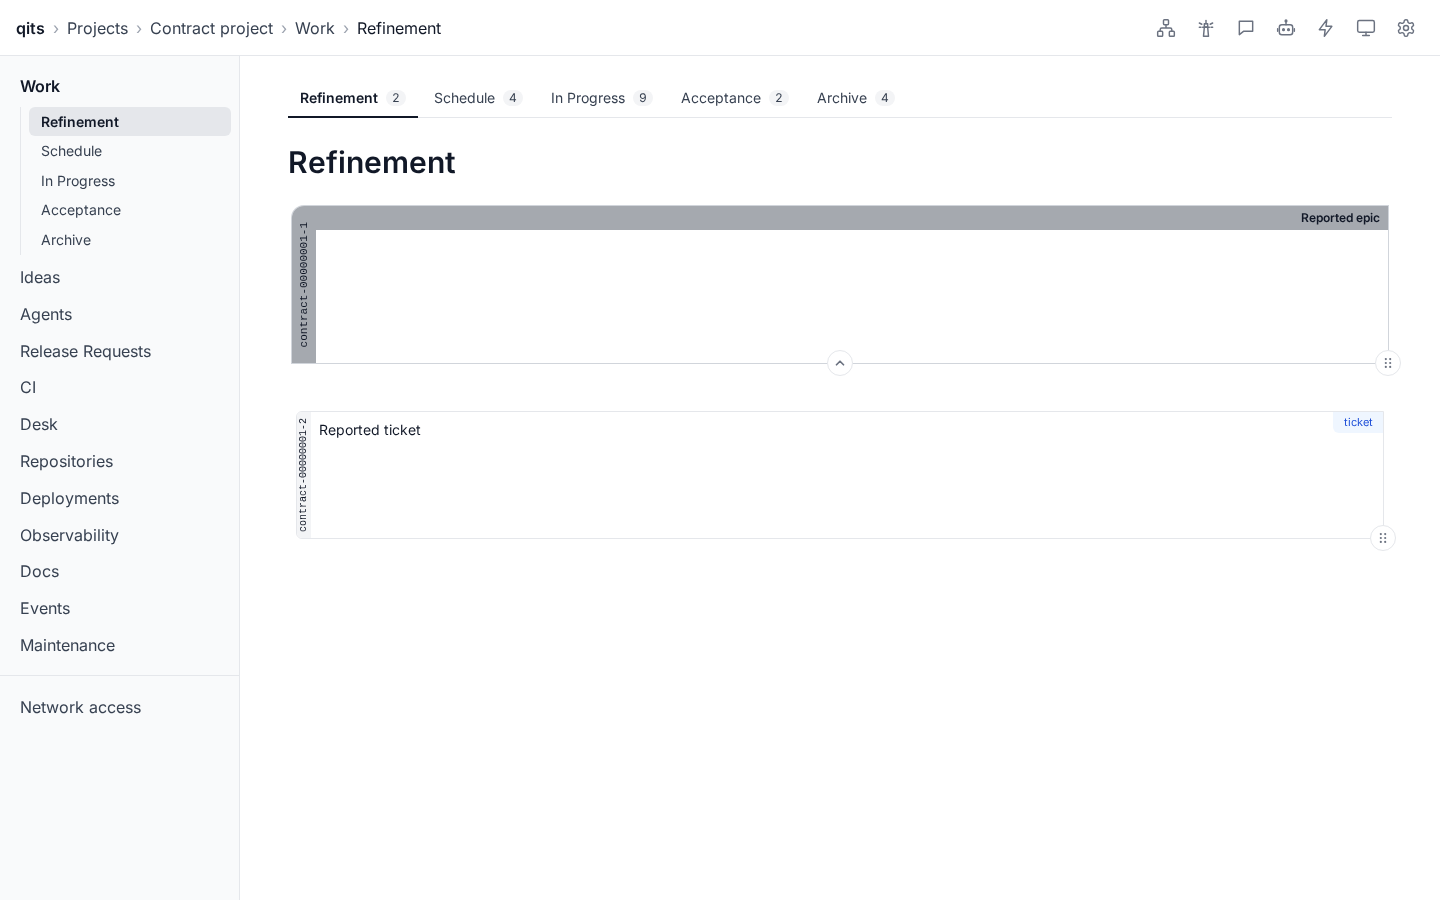 qits › Projects › Contract project › Work › Refinement
Work
Refinement
Schedule
In Progress
Acceptance
Archive
Ideas
Agents
Release Requests
CI
Desk
Repositories
Deployments
Observability
Docs
Events
Maintenance
Network access
Refinement 2 Schedule 4 In Progress 9 Acceptance 2 Archive 4
Refinement
Reported epic
contract-00000001-1
contract-00000001-2
Reported ticket
ticket